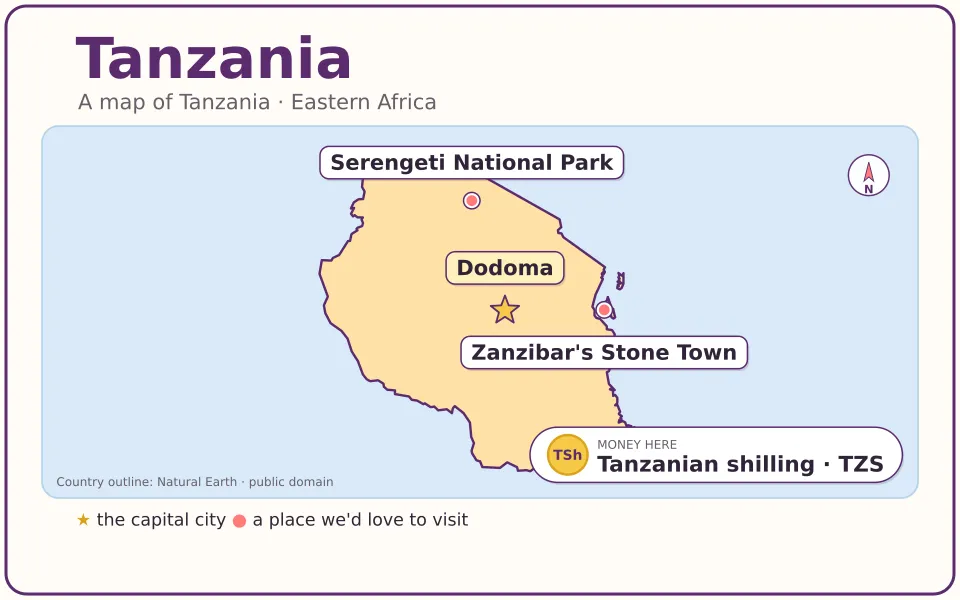 Tanzania
A map of Tanzania · Eastern Africa
Serengeti National Park
N
Dodoma
Zanzibar's Stone Town
TSh
MONEY HERE
Tanzanian shilling · TZS
Country outline: Natural Earth · public domain
★ the capital city ● a place we'd love to visit